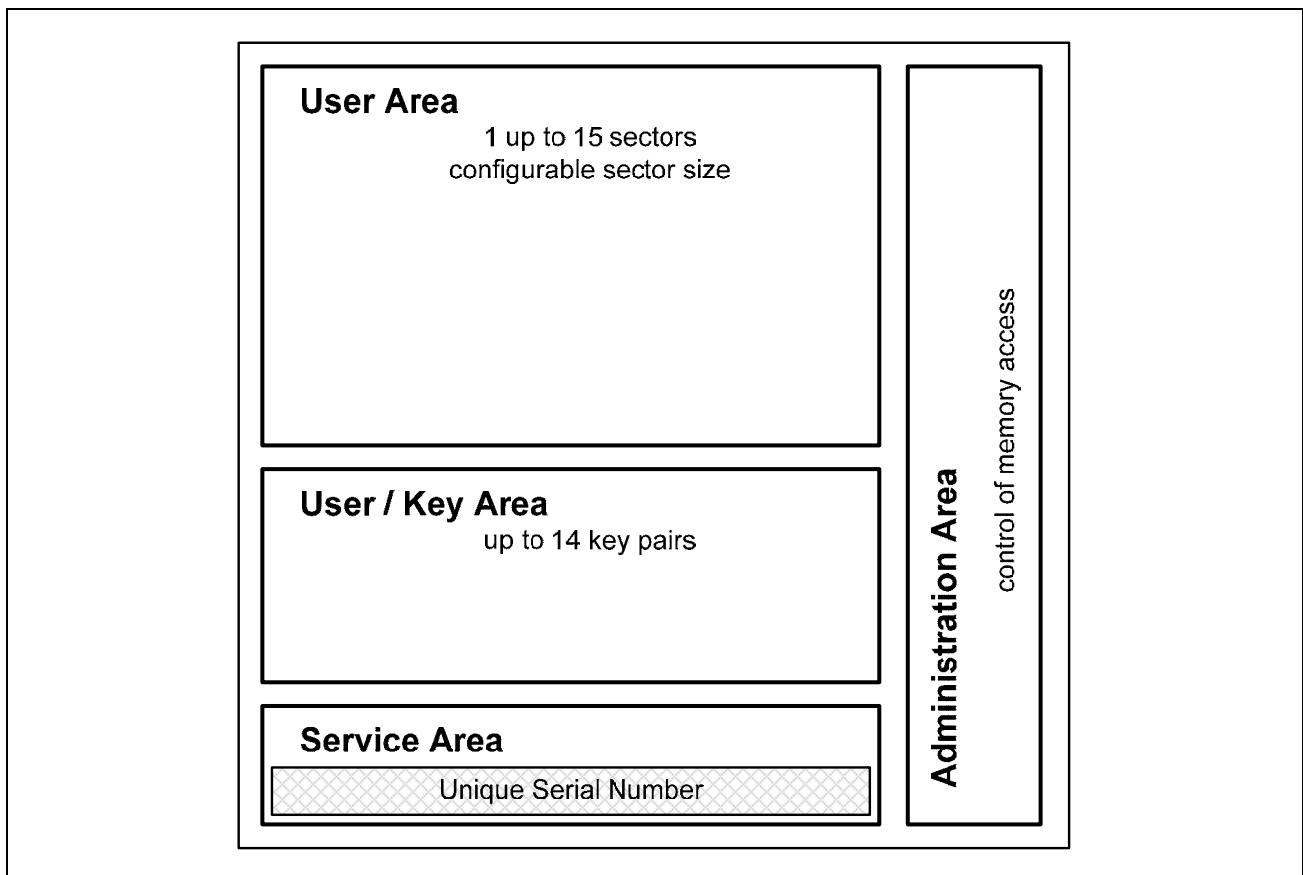 User Area
1 up to 15 sectors
configurable sector size
User / Key Area
up to 14 key pairs
Service Area
Unique Serial Number
Administration Area
control of memory access